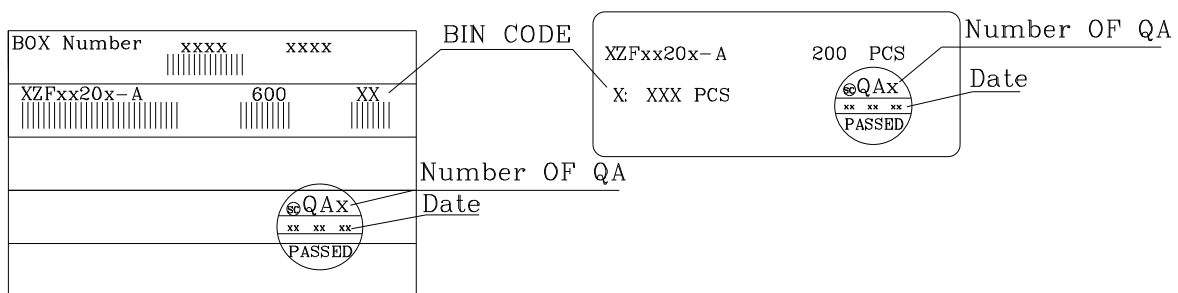 BOX Number xxxx xxxx
XZFxx20x-A 600 XX
QAx
xx xx xx
PASSED
BIN CODE
Number OF QA
Date
XZFxx20x-A 200 PCS
X: XXX PCS
QAx
xx xx xx
PASSED
Number OF QA
Date